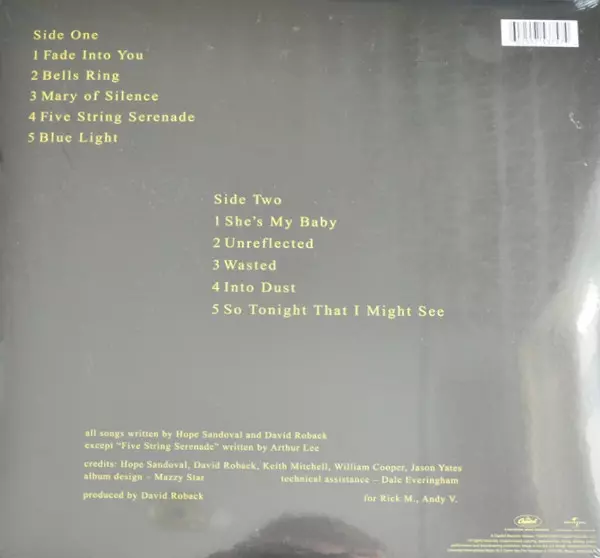 Side One
1 Fade Into You
2 Bells Ring
3 Mary of Silence
4 Five String Serenade
5 Blue Light
Side Two
1 She's My Baby
2 Unreflected
3 Wasted
4 Into Dust
5 So Tonight That I Might See
all songs written by Hope Sandoval and David Roback
except "Five String Serenade" written by Arthur Lee
credits: Hope Sandoval, David Roback, Keith Mitchell, William Cooper, Jason Yates
album design – Mazzy Star technical assistance – Dale Everingham
produced by David Roback for Rick M., Andy V.
Capitol